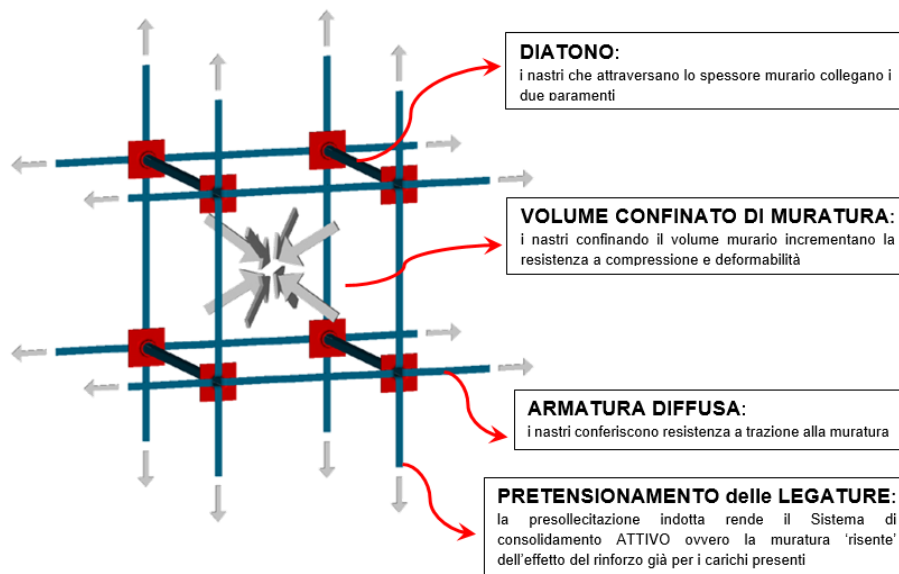 DIATONO:
i nastri che attraversano lo spessore murario collegano i
due paramenti
VOLUME CONFINATO DI MURATURA:
i nastri confinando il volume murario incrementano la
resistenza a compressione e deformabilità
ARMATURA DIFFUSA:
i nastri conferiscono resistenza a trazione alla muratura
PRETENSIONAMENTO delle LEGATURE:
la presollecitazione indotta rende il Sistema di
consolidamento ATTIVO ovvero la muratura ‘risente’
dell’effetto del rinforzo già per i carichi presenti